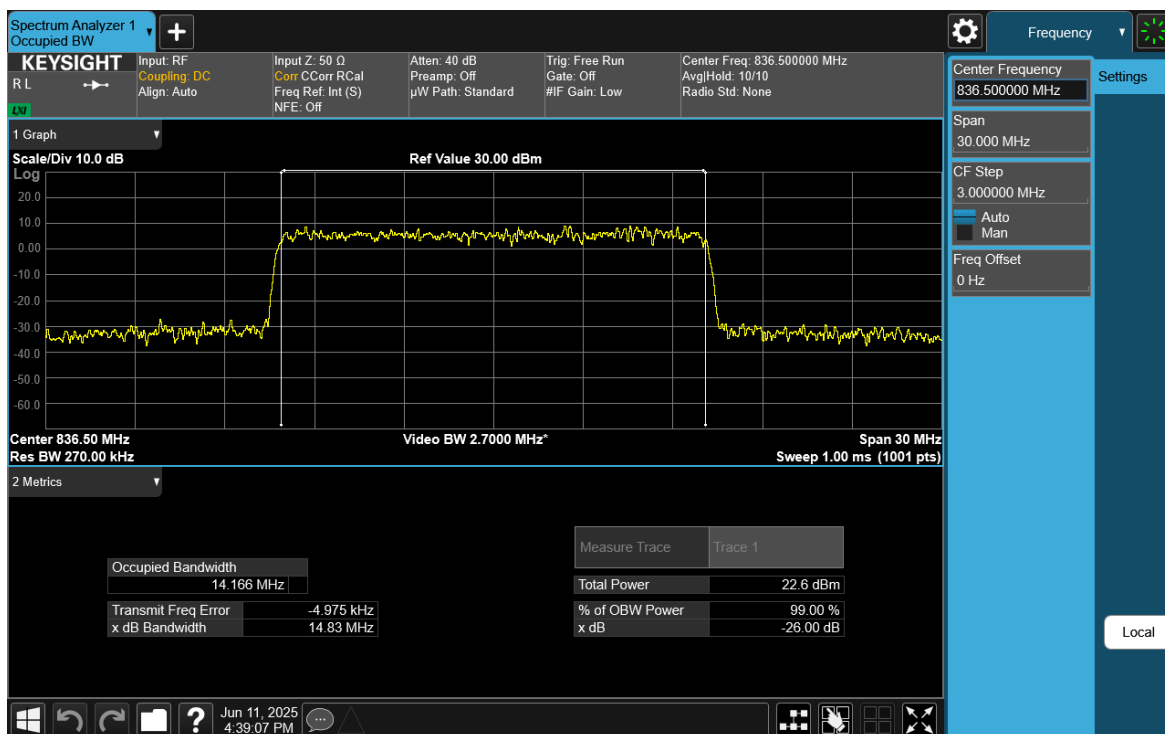 Spectrum Analyzer 1
Occupied BW
Frequency
KEYSIGHT
R L
LXI
Input: RF
Coupling: DC
Align: Auto
Input Z: 50 Ω
Corr CCorr RCal
Freq Ref: Int (S)
NFE: Off
Atten: 40 dB
Preamp: Off
µW Path: Standard
Trig: Free Run
Gate: Off
#IF Gain: Low
Center Freq: 836.500000 MHz
Avg|Hold: 10/10
Radio Std: None
Center Frequency
836.500000 MHz
Settings
Span
30.000 MHz
CF Step
3.000000 MHz
Auto
Man
Freq Offset
0 Hz
Local
1 Graph
Scale/Div 10.0 dB
Ref Value 30.00 dBm
Log
20.0
10.0
0.00
-10.0
-20.0
-30.0
-40.0
-50.0
-60.0
Center 836.50 MHz
Video BW 2.7000 MHz*
Span 30 MHz
Res BW 270.00 kHz
Sweep 1.00 ms (1001 pts)
2 Metrics
Measure Trace
Trace 1
Occupied Bandwidth
14.166 MHz
Total Power
22.6 dBm
Transmit Freq Error
-4.975 kHz
% of OBW Power
99.00 %
x dB Bandwidth
14.83 MHz
x dB
-26.00 dB
?
Jun 11, 2025
4:39:07 PM